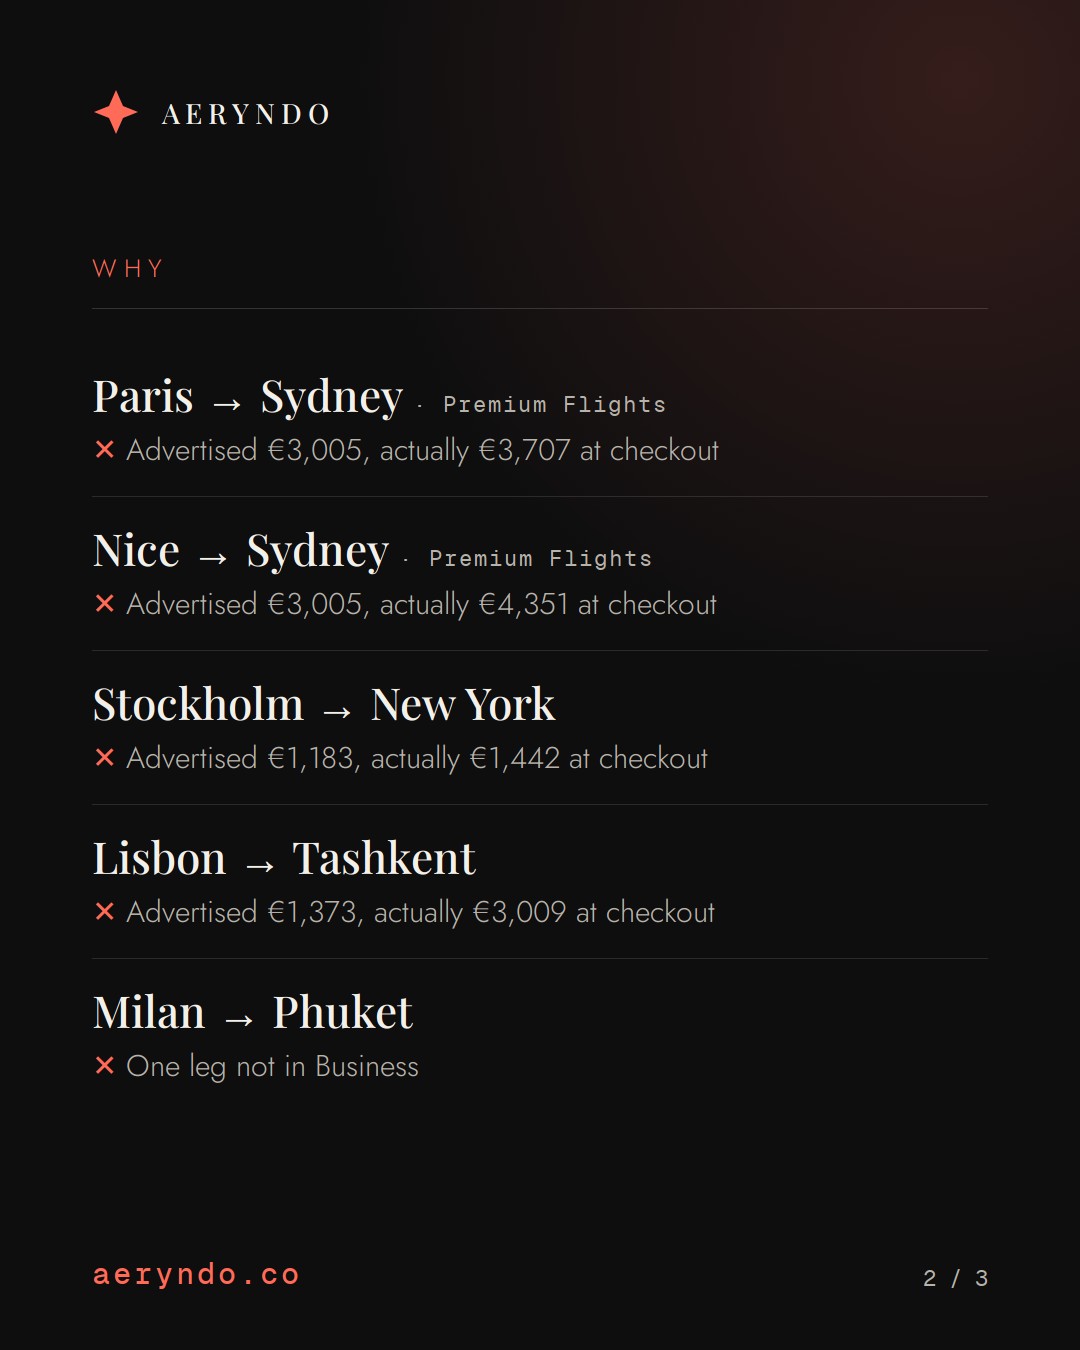 AERYNDO
WHY
Paris → Sydney · Premium Flights
✕ Advertised €3,005, actually €3,707 at checkout
Nice → Sydney · Premium Flights
✕ Advertised €3,005, actually €4,351 at checkout
Stockholm → New York
✕ Advertised €1,183, actually €1,442 at checkout
Lisbon → Tashkent
✕ Advertised €1,373, actually €3,009 at checkout
Milan → Phuket
✕ One leg not in Business
aeryndo.co
2 / 3